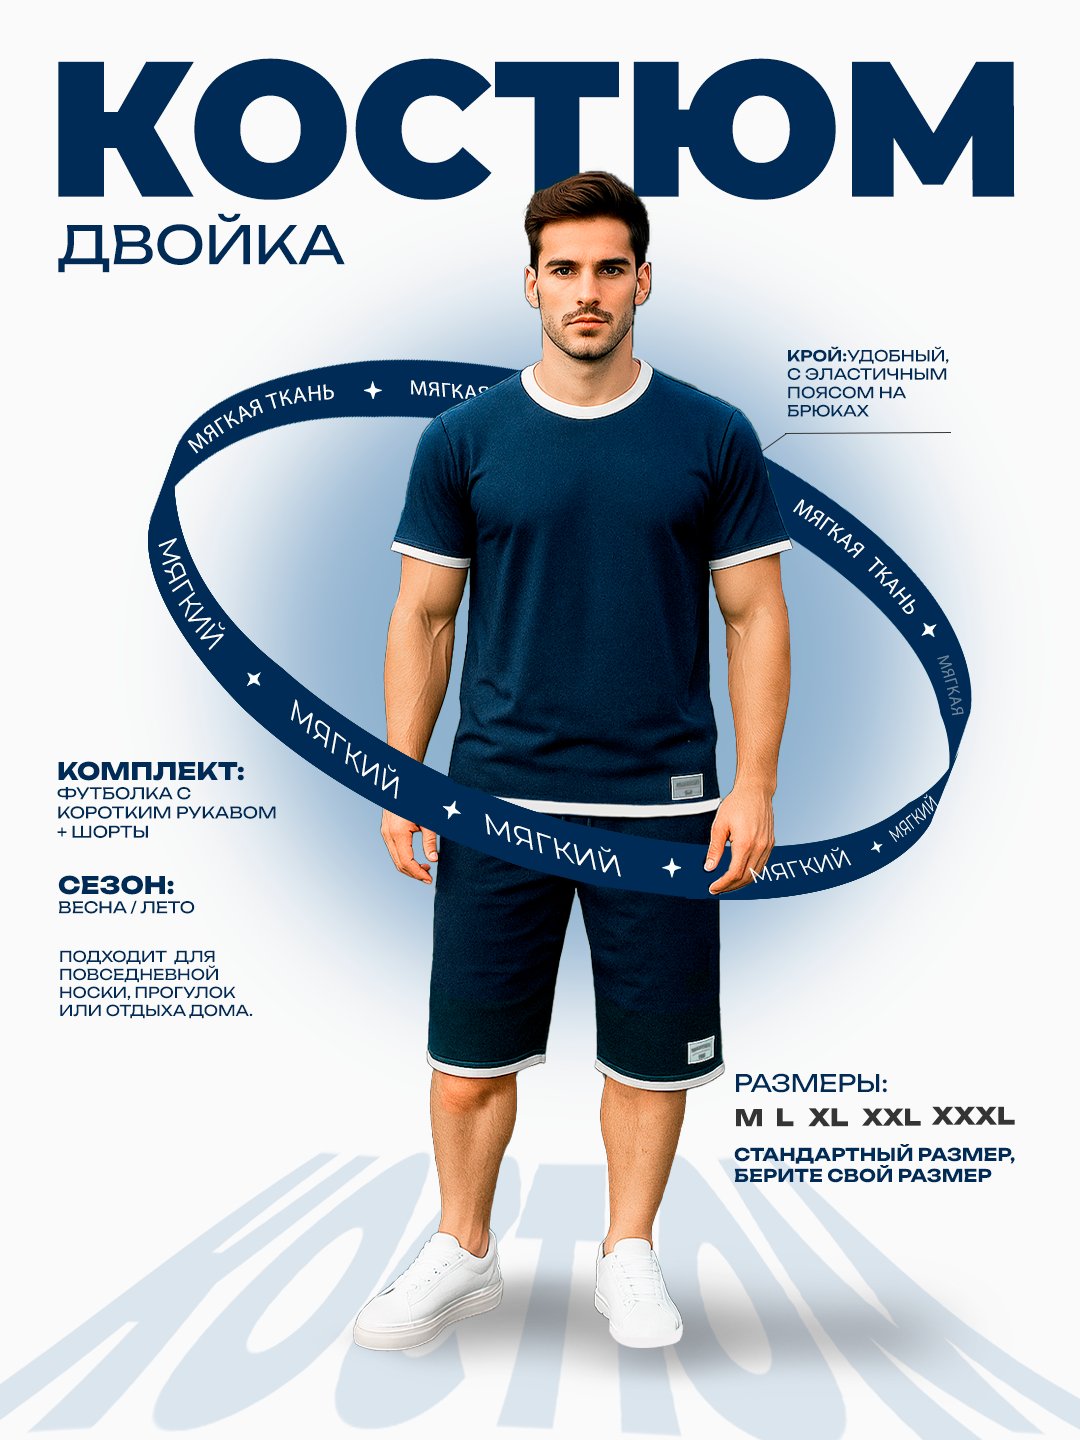 КОСТЮМ
ДВОЙКА
КРОЙ:УДОБНЫЙ,
С ЭЛАСТИЧНЫМ
ПОЯСОМ НА
БРЮКАХ
МЯГКАЯ ТКАНЬ ✦ МЯГКАЯ
МЯГКАЯ ТКАНЬ ✦ МЯГКАЯ
МЯГКИЙ ✦ МЯГКИЙ ✦ МЯГКИЙ ✦ МЯГКИЙ ✦ МЯГКИЙ
КОМПЛЕКТ:
ФУТБОЛКА С
КОРОТКИМ РУКАВОМ
+ ШОРТЫ
СЕЗОН:
ВЕСНА / ЛЕТО
ПОДХОДИТ ДЛЯ
ПОВСЕДНЕВНОЙ
НОСКИ, ПРОГУЛОК
ИЛИ ОТДЫХА ДОМА.
РАЗМЕРЫ:
M L XL XXL XXXL
СТАНДАРТНЫЙ РАЗМЕР,
БЕРИТЕ СВОЙ РАЗМЕР
КОСТЮМ